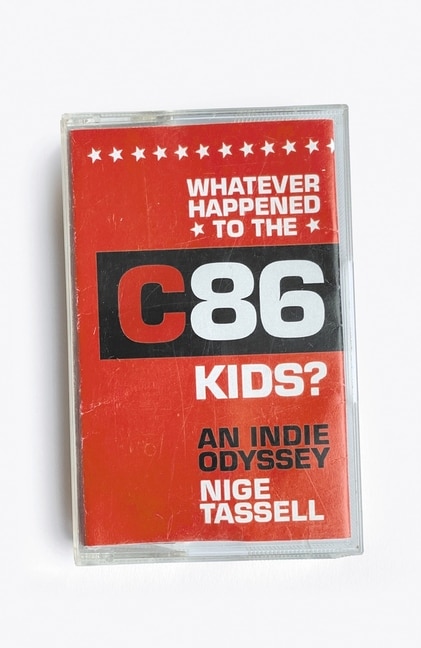 WHATEVER
HAPPENED
TO THE
C86
KIDS?
AN INDIE
ODYSSEY
NIGE
TASSELL